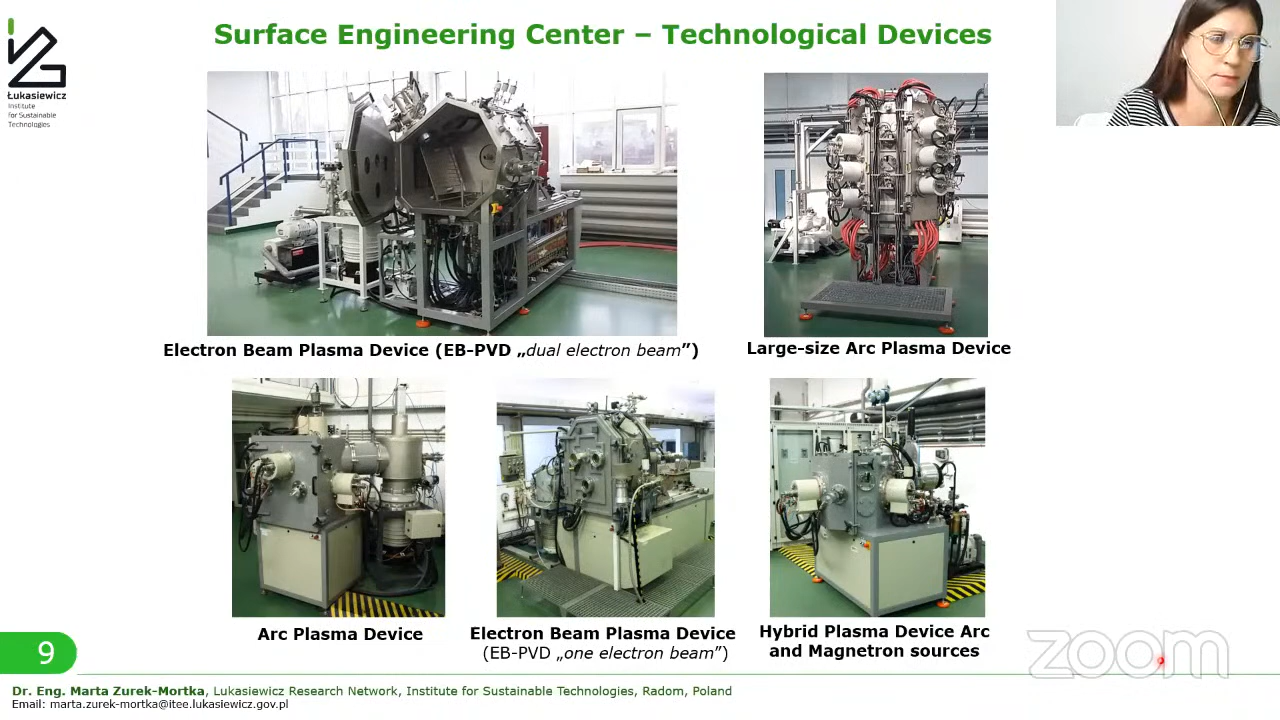 Surface Engineering Center – Technological Devices
Łukasiewicz
Institute
for Sustainable
Technologies
Electron Beam Plasma Device (EB-PVD „dual electron beam”)
Large-size Arc Plasma Device
Arc Plasma Device
Electron Beam Plasma Device
(EB-PVD „one electron beam”)
Hybrid Plasma Device Arc
and Magnetron sources
9
zoom
Dr. Eng. Marta Zurek-Mortka, Lukasiewicz Research Network, Institute for Sustainable Technologies, Radom, Poland
Email: marta.zurek-mortka@itee.lukasiewicz.gov.pl